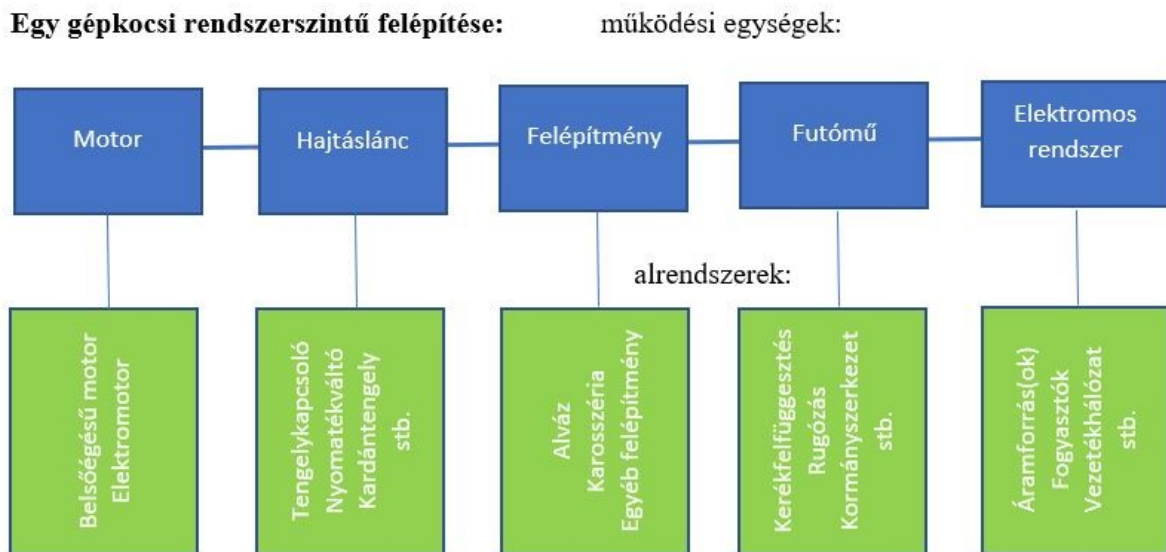 Egy gépkocsi rendszerszintű felépítése: működési egységek:
Motor
Hajtáslánc
Felépítmény
Futómű
Elektromos
rendszer
alrendszerek:
Belsőégésű motor
Elektromotor
Tengelykapcsoló
Nyomatékváltó
Kardántengely
stb.
Alváz
Karosszéria
Egyéb felépítmény
Kerékfelfüggesztés
Rugózás
Kormányszerkezet
stb.
Áramforrás(ok)
Fogyasztók
Vezetékhálózat
stb.